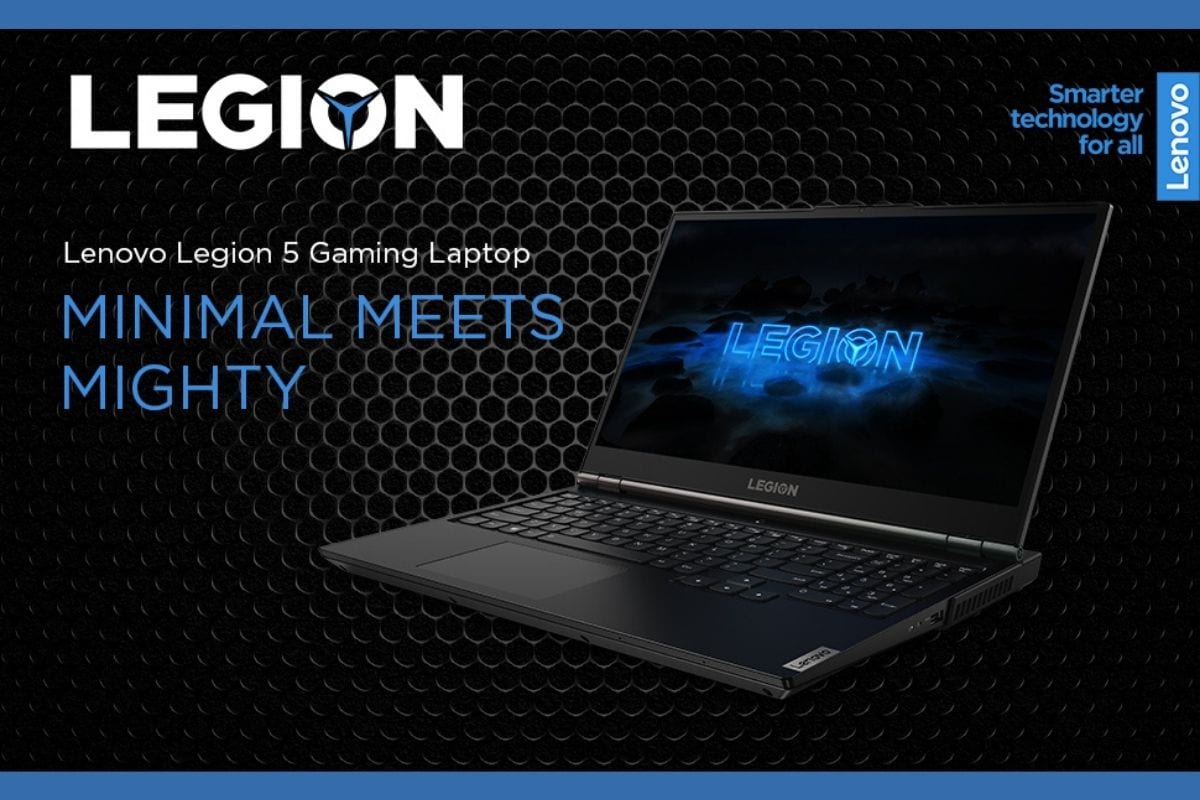 LEGION
Smarter
technology
for all
Lenovo
Lenovo Legion 5 Gaming Laptop
MINIMAL MEETS
MIGHTY
LEGION
LEGION
Lenovo